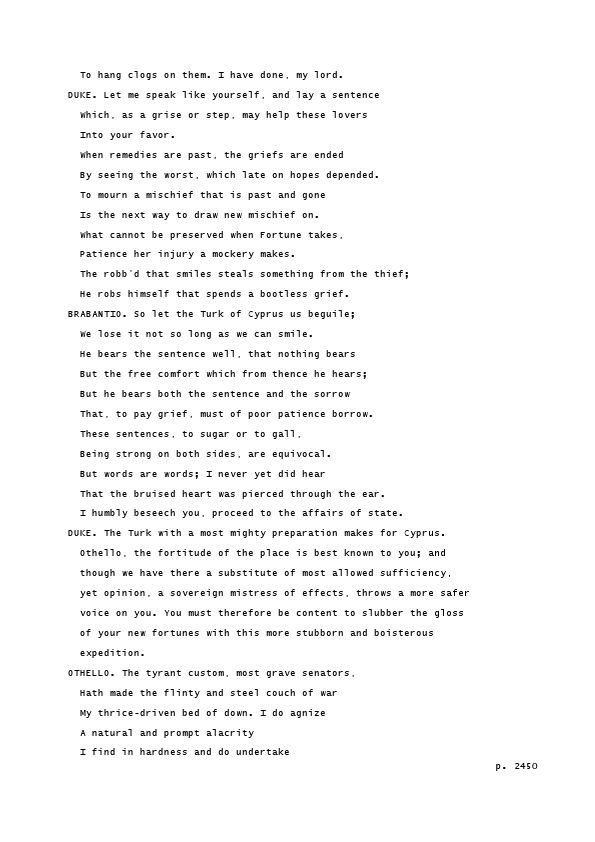 To hang clogs on them. I have done, my lord.
DUKE. Let me speak like yourself, and lay a sentence
Which, as a grise or step, may help these lovers
Into your favor.
When remedies are past, the griefs are ended
By seeing the worst, which late on hopes depended.
To mourn a mischief that is past and gone
Is the next way to draw new mischief on.
What cannot be preserved when Fortune takes,
Patience her injury a mockery makes.
The robb'd that smiles steals something from the thief;
He robs himself that spends a bootless grief.
BRABANTIO. So let the Turk of Cyprus us beguile;
We lose it not so long as we can smile.
He bears the sentence well, that nothing bears
But the free comfort which from thence he hears;
But he bears both the sentence and the sorrow
That, to pay grief, must of poor patience borrow.
These sentences, to sugar or to gall,
Being strong on both sides, are equivocal.
But words are words; I never yet did hear
That the bruised heart was pierced through the ear.
I humbly beseech you, proceed to the affairs of state.
DUKE. The Turk with a most mighty preparation makes for Cyprus.
Othello, the fortitude of the place is best known to you; and
though we have there a substitute of most allowed sufficiency,
yet opinion, a sovereign mistress of effects, throws a more safer
voice on you. You must therefore be content to slubber the gloss
of your new fortunes with this more stubborn and boisterous
expedition.
OTHELLO. The tyrant custom, most grave senators,
Hath made the flinty and steel couch of war
My thrice-driven bed of down. I do agnize
A natural and prompt alacrity
I find in hardness and do undertake
p. 2450